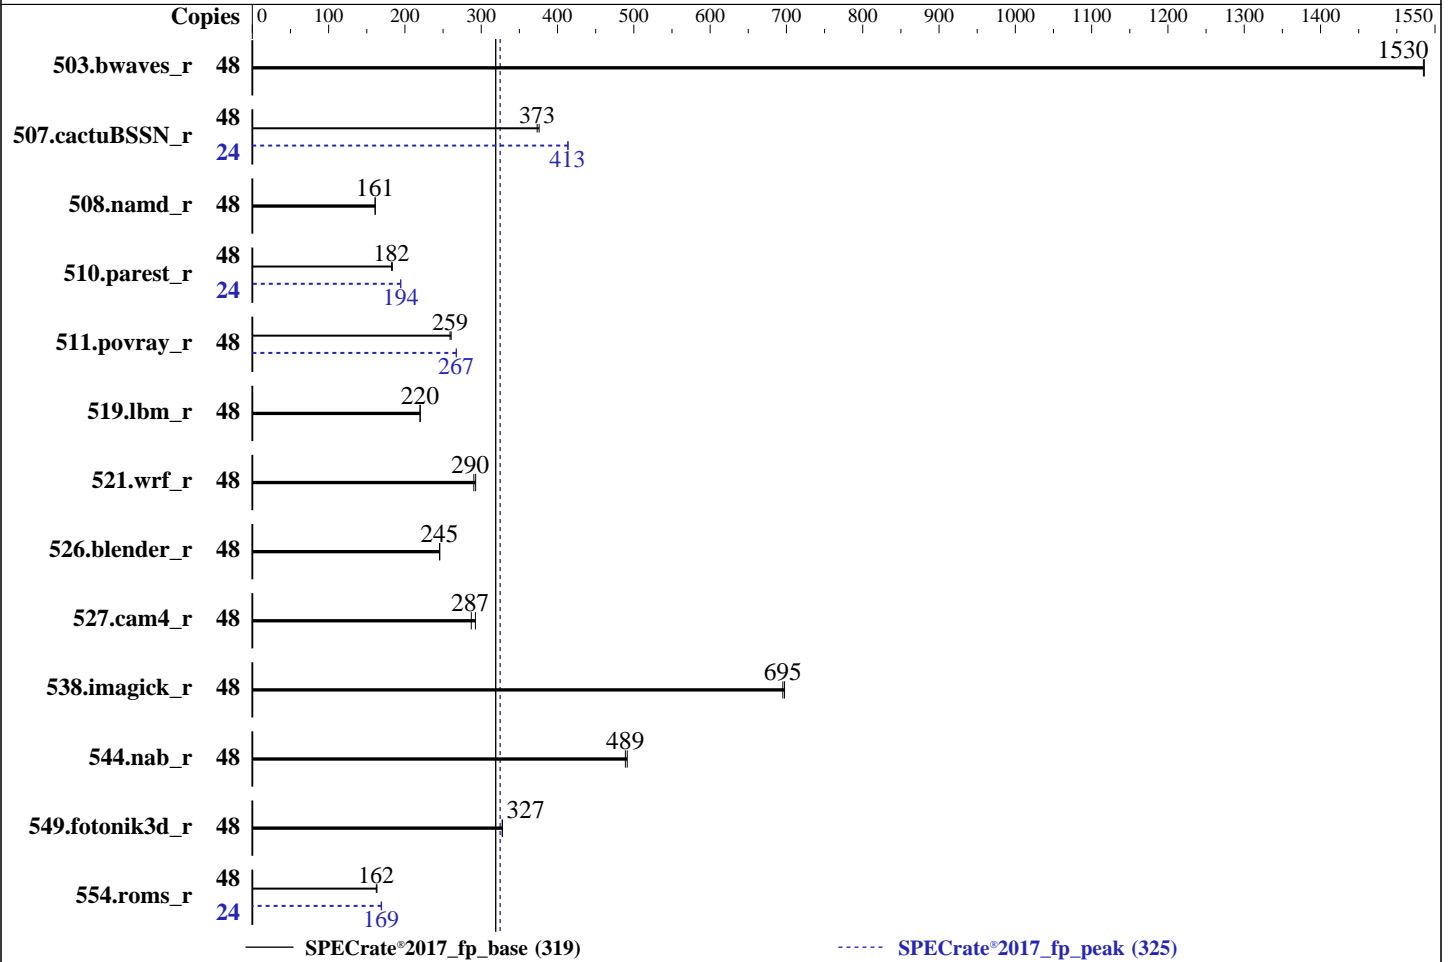 Copies 0 100 200 300 400 500 600 700 800 900 1000 1100 1200 1300 1400 1550
503.bwaves_r 48 1530
507.cactuBSSN_r 48 373
24 413
508.namd_r 48 161
510.parest_r 48 182
24 194
511.povray_r 48 259
267
519.lbm_r 48 220
521.wrf_r 48 290
526.blender_r 48 245
527.cam4_r 48 287
538.imagick_r 48 695
544.nab_r 48 489
549.fotonik3d_r 48 327
554.roms_r 48 162
24 169
SPECrate®2017_fp_base (319) SPECrate®2017_fp_peak (325)